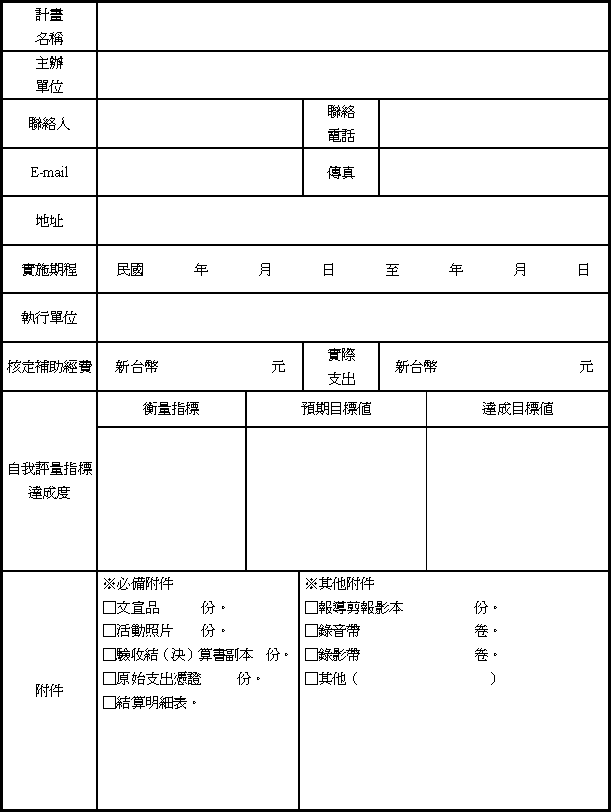 計畫
名稱
主辦
單位
聯絡人
聯絡
電話
E-mail
傳真
地址
實施期程
民國 年 月 日 至 年 月 日
執行單位
核定補助經費
新台幣 元
實際
支出
新台幣 元
自我評量指標
達成度
衡量指標
預期目標值
達成目標值
附件
※必備附件
□文宣品 份。
□活動照片 份。
□驗收結（決）算書副本 份。
□原始支出憑證 份。
□結算明細表。
※其他附件
□報導剪報影本 份。
□錄音帶 卷。
□錄影帶 卷。
□其他（ ）